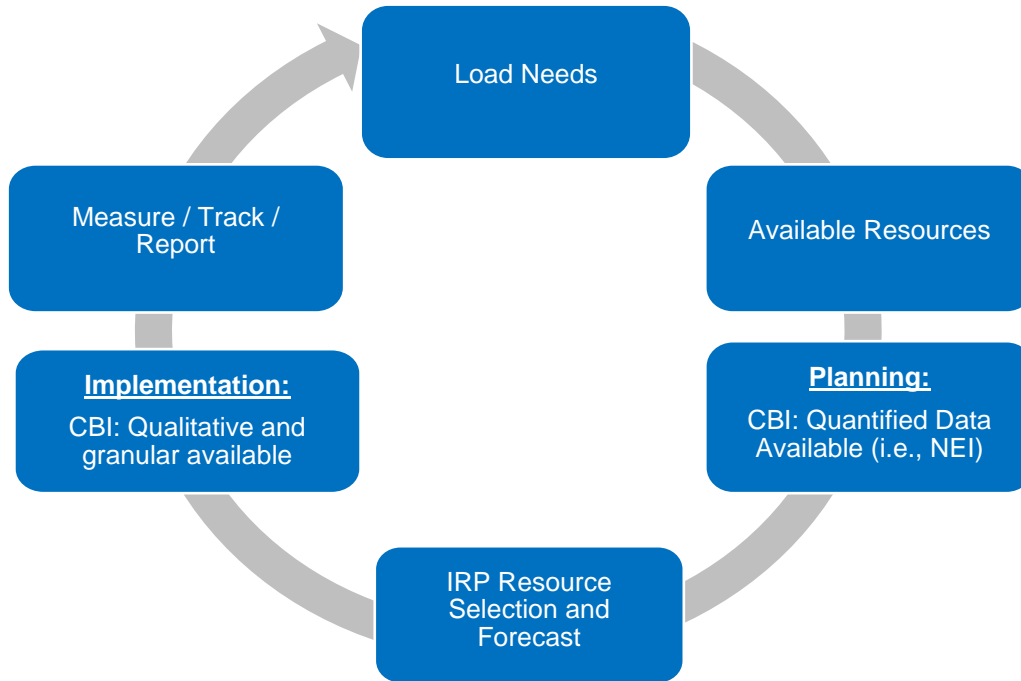 Load Needs
Measure / Track /
Report
Available Resources
Implementation:
CBI: Qualitative and
granular available
Planning:
CBI: Quantified Data
Available (i.e., NEI)
IRP Resource
Selection and
Forecast